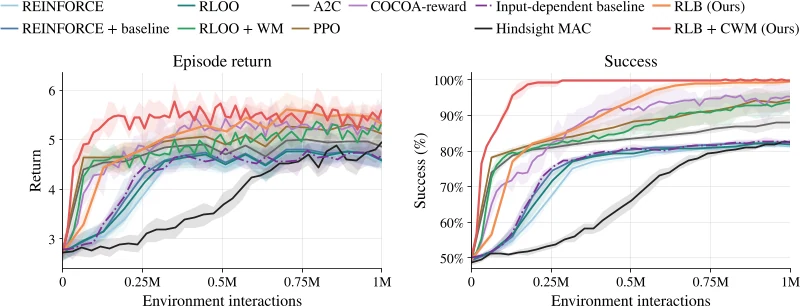 REINFORCE RLOO A2C COCOA-reward Input-dependent baseline RLB (Ours)
REINFORCE + baseline RLOO + WM PPO Hindsight MAC RLB + CWM (Ours)
Episode return Success
Return
6
5
4
3
0 0.25M 0.5M 0.75M 1M
Environment interactions
Success (%)
100%
90%
80%
70%
60%
50%
0 0.25M 0.5M 0.75M 1M
Environment interactions